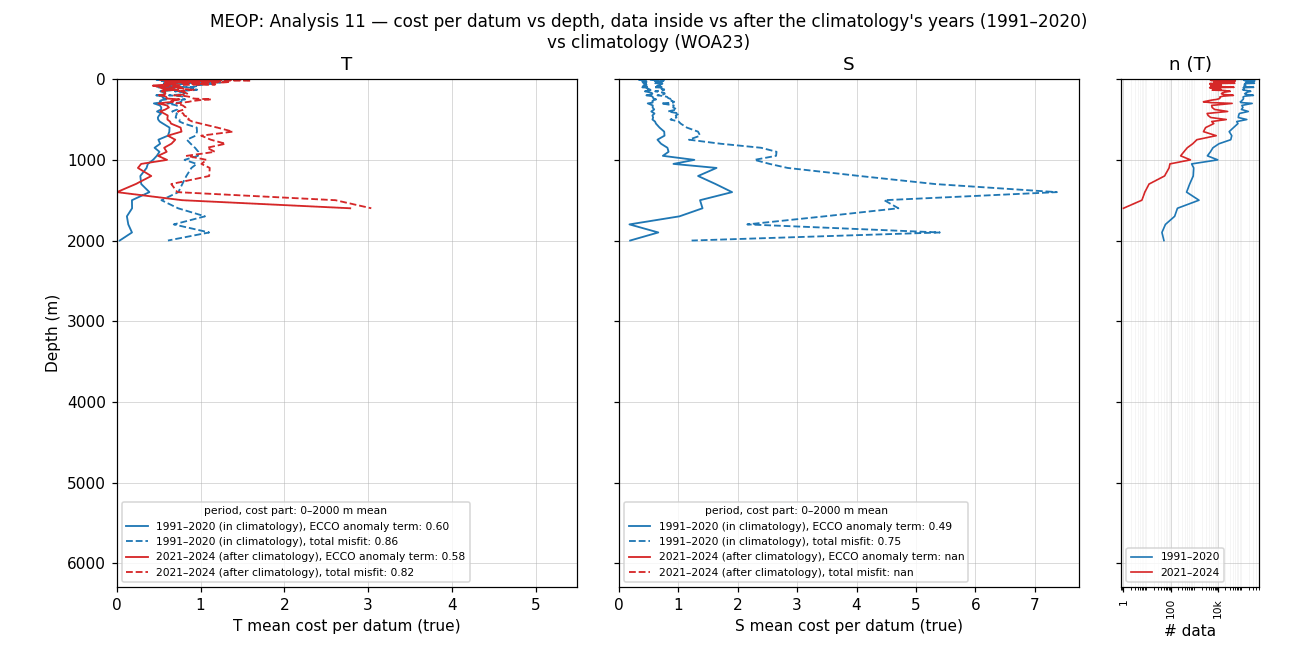 MEOP: Analysis 11 — cost per datum vs depth, data inside vs after the climatology's years (1991–2020)
vs climatology (WOA23)
T
S
n (T)
0
1000
2000
3000
4000
5000
6000
Depth (m)
period, cost part: 0–2000 m mean
1991–2020 (in climatology), ECCO anomaly term: 0.60
1991–2020 (in climatology), total misfit: 0.86
2021–2024 (after climatology), ECCO anomaly term: 0.58
2021–2024 (after climatology), total misfit: 0.82
0 1 2 3 4 5
T mean cost per datum (true)
period, cost part: 0–2000 m mean
1991–2020 (in climatology), ECCO anomaly term: 0.49
1991–2020 (in climatology), total misfit: 0.75
2021–2024 (after climatology), ECCO anomaly term: nan
2021–2024 (after climatology), total misfit: nan
0 1 2 3 4 5 6 7
S mean cost per datum (true)
1991–2020
2021–2024
1 100 10k
# data